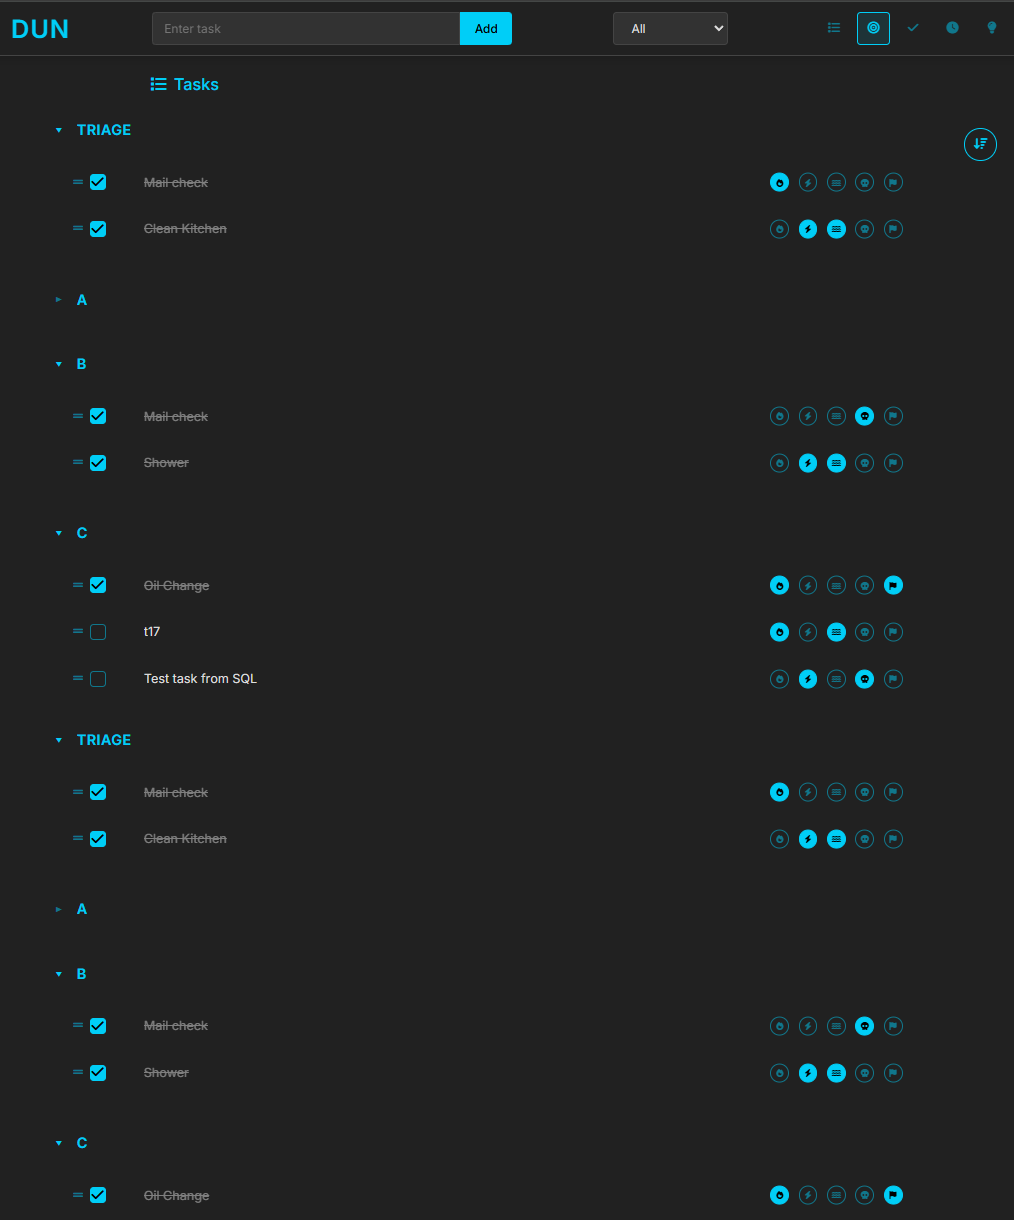 DUN
Enter task Add All
Tasks
TRIAGE
Mail check
Clean Kitchen
A
B
Mail check
Shower
C
Oil Change
t17
Test task from SQL
TRIAGE
Mail check
Clean Kitchen
A
B
Mail check
Shower
C
Oil Change